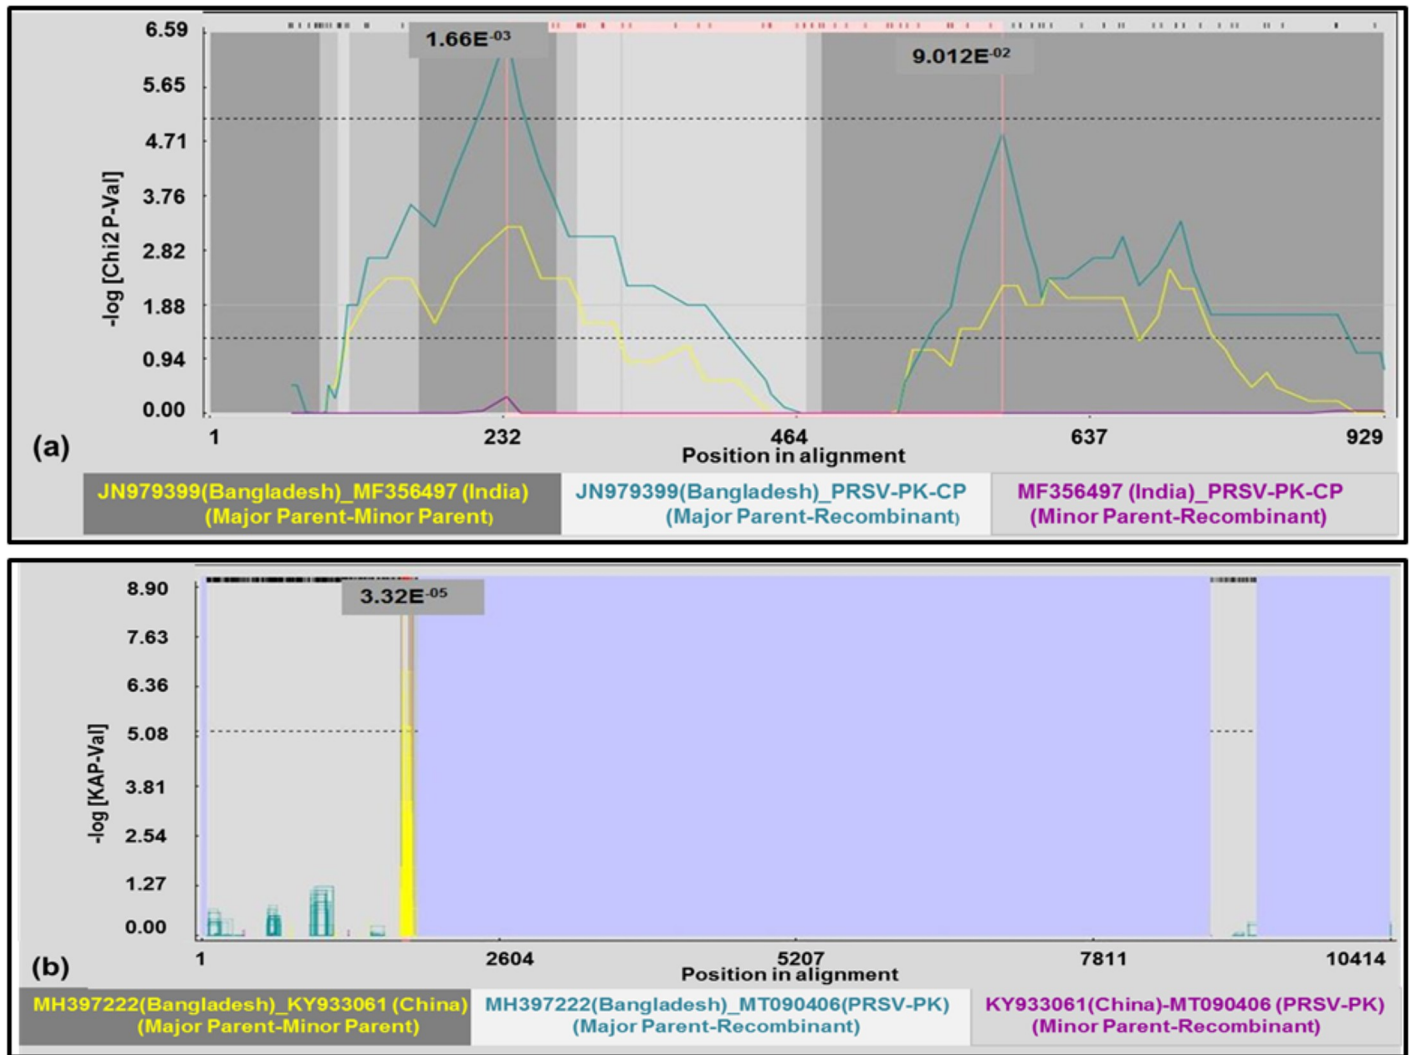 6.59
1.66E-03
9.012E-02
5.65
4.71
3.76
2.82
1.88
0.94
0.00
-log [Chi2 P-Val]
1 232 464 637 929
(a)
Position in alignment
JN979399(Bangladesh)_MF356497 (India)
(Major Parent-Minor Parent)
JN979399(Bangladesh)_PRSV-PK-CP
(Major Parent-Recombinant)
MF356497 (India)_PRSV-PK-CP
(Minor Parent-Recombinant)
8.90
3.32E-05
7.63
6.36
5.08
3.81
2.54
1.27
0.00
-log [KAP-Val]
1 2604 5207 7811 10414
(b)
Position in alignment
MH397222(Bangladesh)_KY933061 (China)
(Major Parent-Minor Parent)
MH397222(Bangladesh)_MT090406(PRSV-PK)
(Major Parent-Recombinant)
KY933061(China)-MT090406 (PRSV-PK)
(Minor Parent-Recombinant)